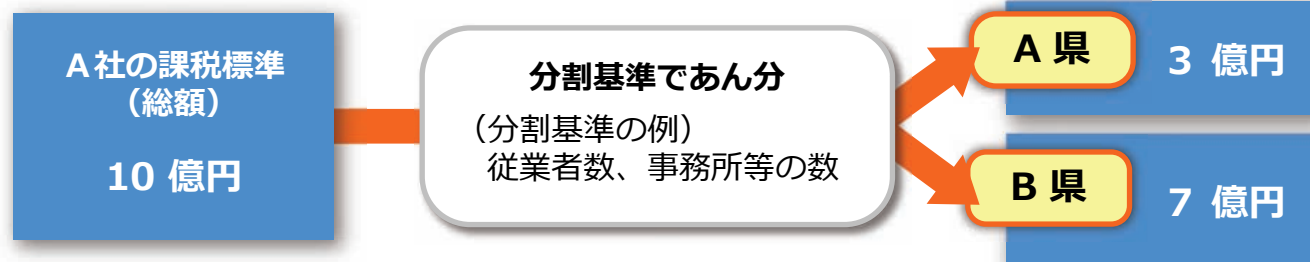 A社の課税標準
（総額）
10 億円
分割基準であん分
（分割基準の例）
従業者数、事務所等の数
A 県
3 億円
B 県
7 億円